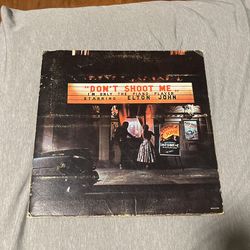 "DON'T SHOOT ME
I'M ONLY THE PIANO PLAYER"
STARRING ELTON JOHN